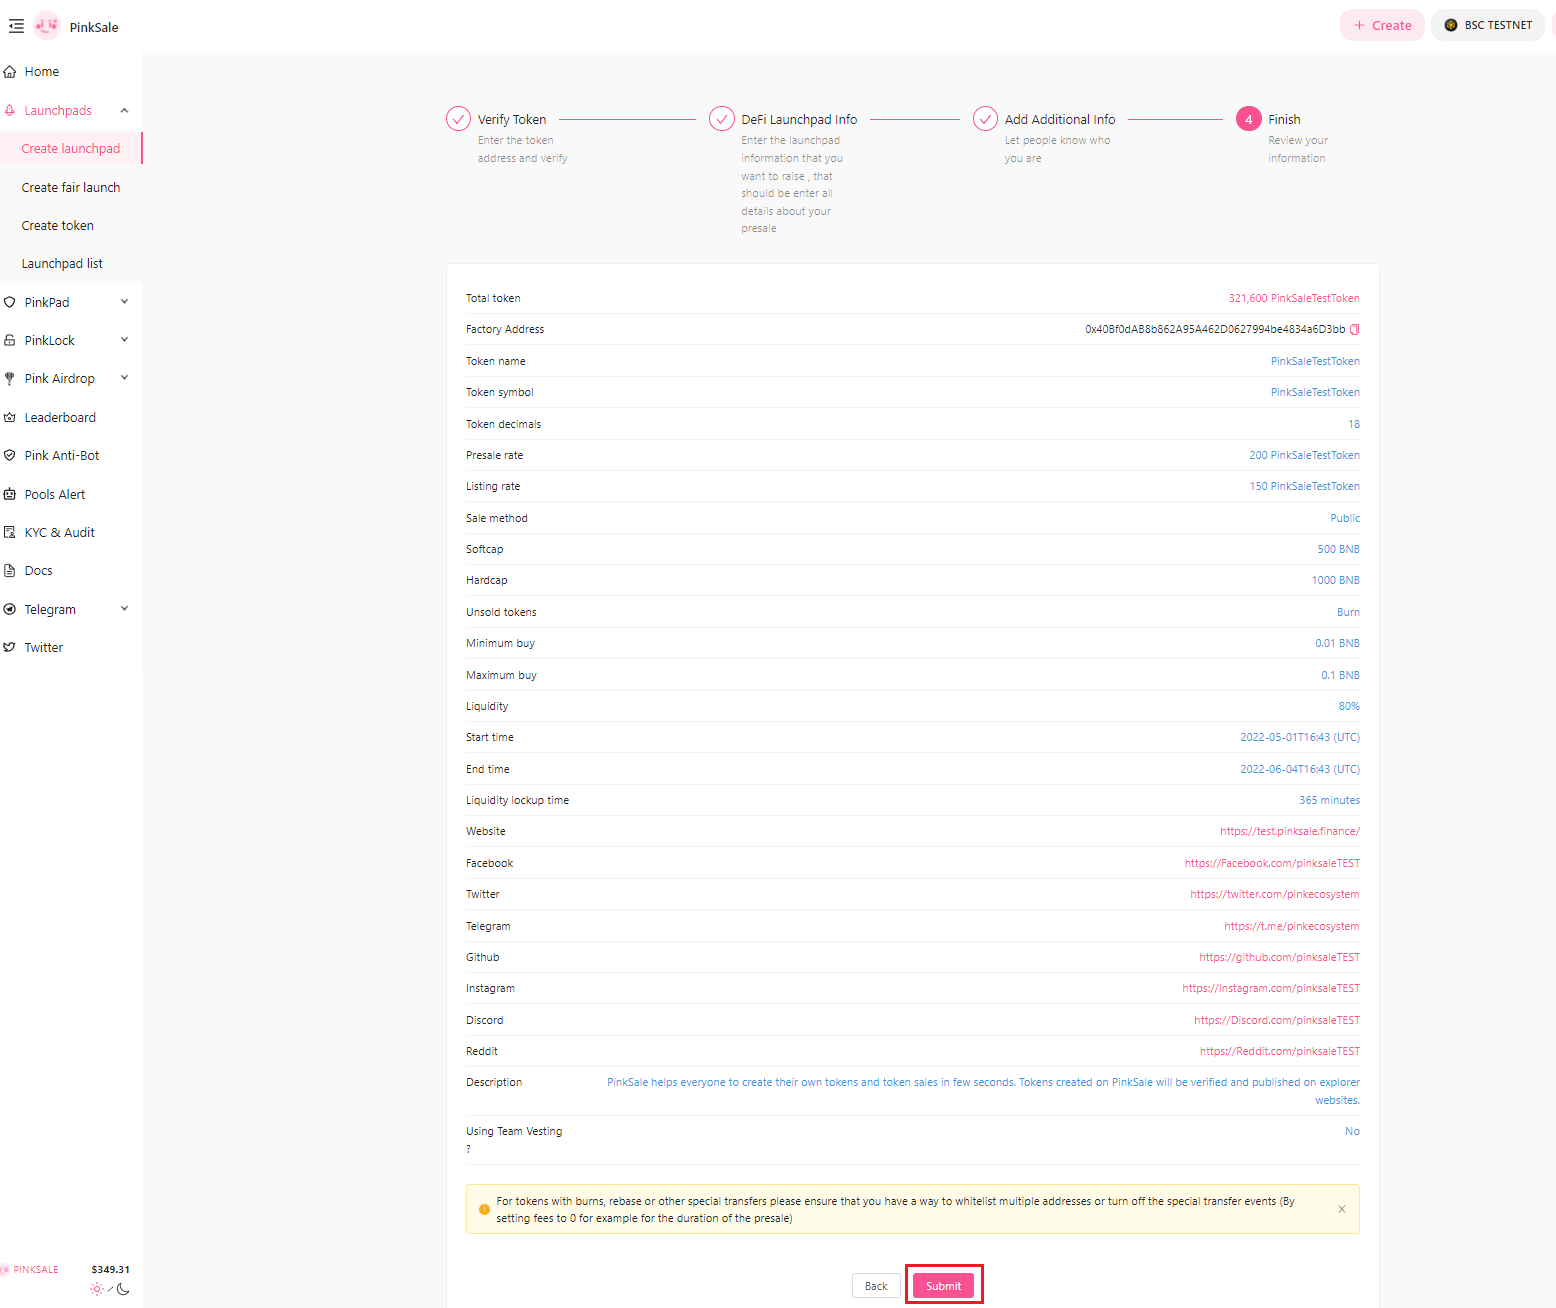 PinkSale
+ Create
BSC TESTNET
Home
Launchpads
Create launchpad
Create fair launch
Create token
Launchpad list
PinkPad
PinkLock
Pink Airdrop
Leaderboard
Pink Anti-Bot
Pools Alert
KYC & Audit
Docs
Telegram
Twitter
PINKSALE $349.31
Verify Token
Enter the token
address and verify
DeFi Launchpad Info
Enter the launchpad
information that you
want to raise , that
should be enter all
details about your
presale
Add Additional Info
Let people know who
you are
4
Finish
Review your
information
Total token 321,600 PinkSaleTestToken
Factory Address 0x40Bf0dAB8b862A95A462D0627994be4834a6D3bb
Token name PinkSaleTestToken
Token symbol PinkSaleTestToken
Token decimals 18
Presale rate 200 PinkSaleTestToken
Listing rate 150 PinkSaleTestToken
Sale method Public
Softcap 500 BNB
Hardcap 1000 BNB
Unsold tokens Burn
Minimum buy 0.01 BNB
Maximum buy 0.1 BNB
Liquidity 80%
Start time 2022-05-01T16:43 (UTC)
End time 2022-06-04T16:43 (UTC)
Liquidity lockup time 365 minutes
Website https://test.pinksale.finance/
Facebook https://Facebook.com/pinksaleTEST
Twitter https://twitter.com/pinkecosystem
Telegram https://t.me/pinkecosystem
Github https://github.com/pinksaleTEST
Instagram https://Instagram.com/pinksaleTEST
Discord https://Discord.com/pinksaleTEST
Reddit https://Reddit.com/pinksaleTEST
Description PinkSale helps everyone to create their own tokens and token sales in few seconds. Tokens created on PinkSale will be verified and published on explorer
websites.
Using Team Vesting No
?
For tokens with burns, rebase or other special transfers please ensure that you have a way to whitelist multiple addresses or turn off the special transfer events (By
setting fees to 0 for example for the duration of the presale)
Back Submit